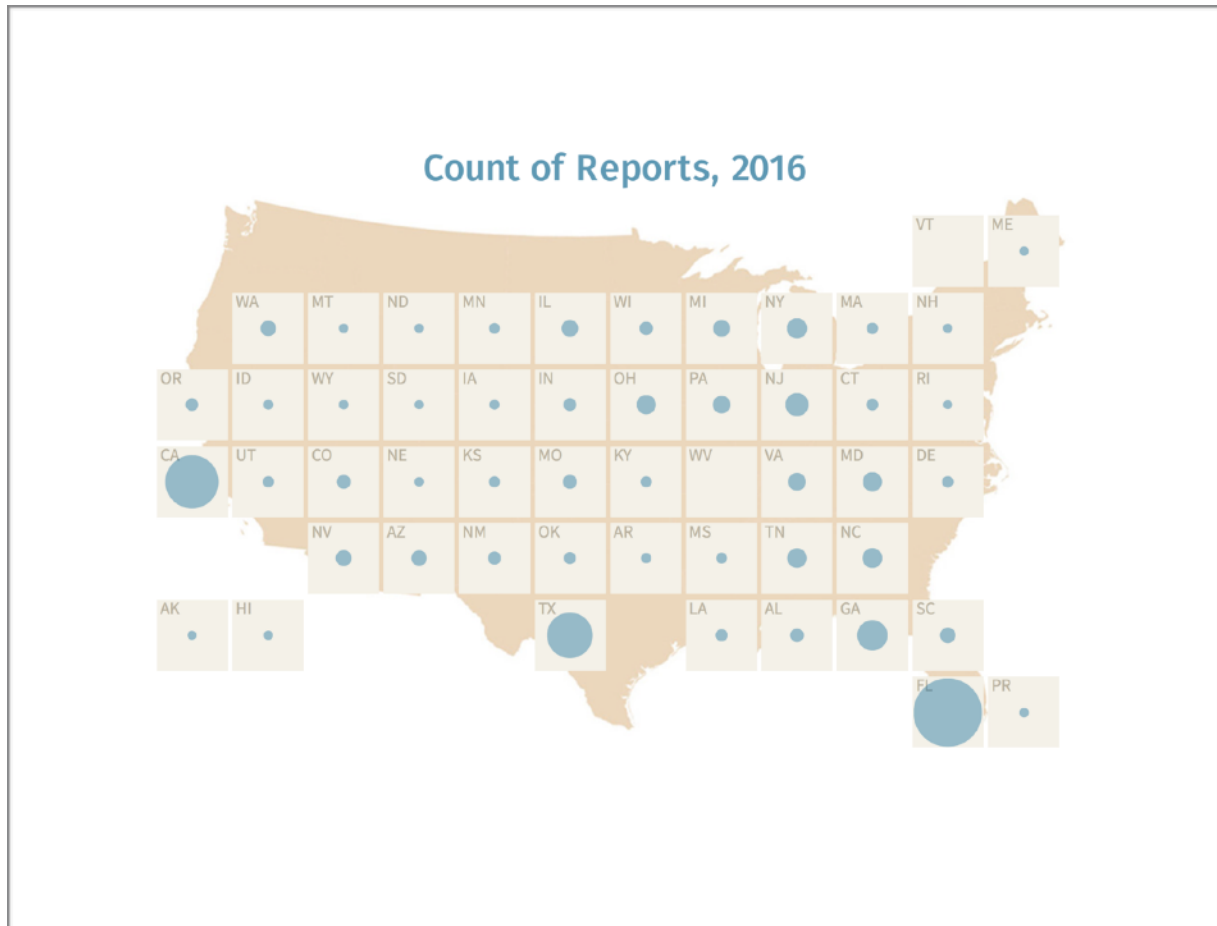 Count of Reports, 2016
VT ME
WA MT ND MN IL WI MI NY MA NH
OR ID WY SD IA IN OH PA NJ CT RI
CA UT CO NE KS MO KY WV VA MD DE
NV AZ NM OK AR MS TN NC
AK HI TX LA AL GA SC
FL PR